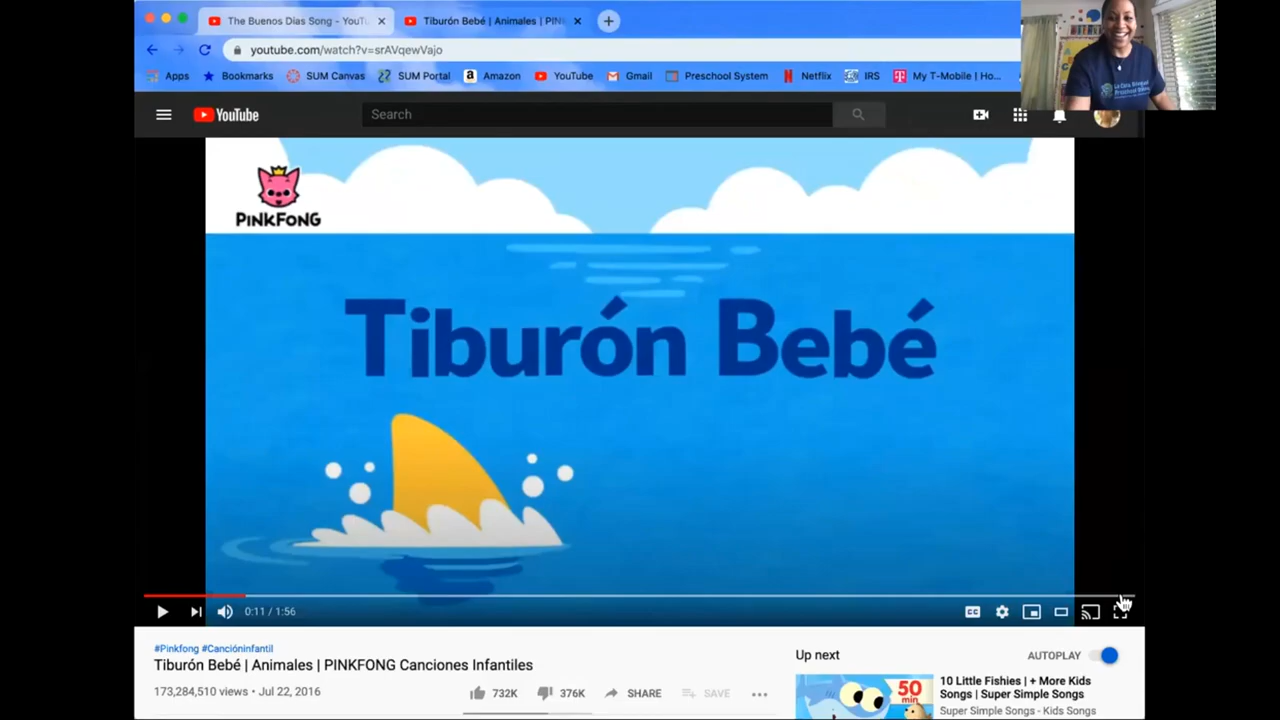 The Buenos Días Song - YouTu
Tiburón Bebé | Animales | PIN
youtube.com/watch?v=srAVqewVajo
Apps Bookmarks SUM Canvas SUM Portal Amazon YouTube Gmail Preschool System Netflix IRS My T-Mobile | Ho...
YouTube
Search
PINKFONG
Tiburón Bebé
0:11 / 1:56
CC
#Pinkfong #Cancióninfantil
Tiburón Bebé | Animales | PINKFONG Canciones Infantiles
173,284,510 views • Jul 22, 2016
732K 376K SHARE SAVE
Up next
AUTOPLAY
50
min
10 Little Fishies | + More Kids
Songs | Super Simple Songs
Super Simple Songs - Kids Songs